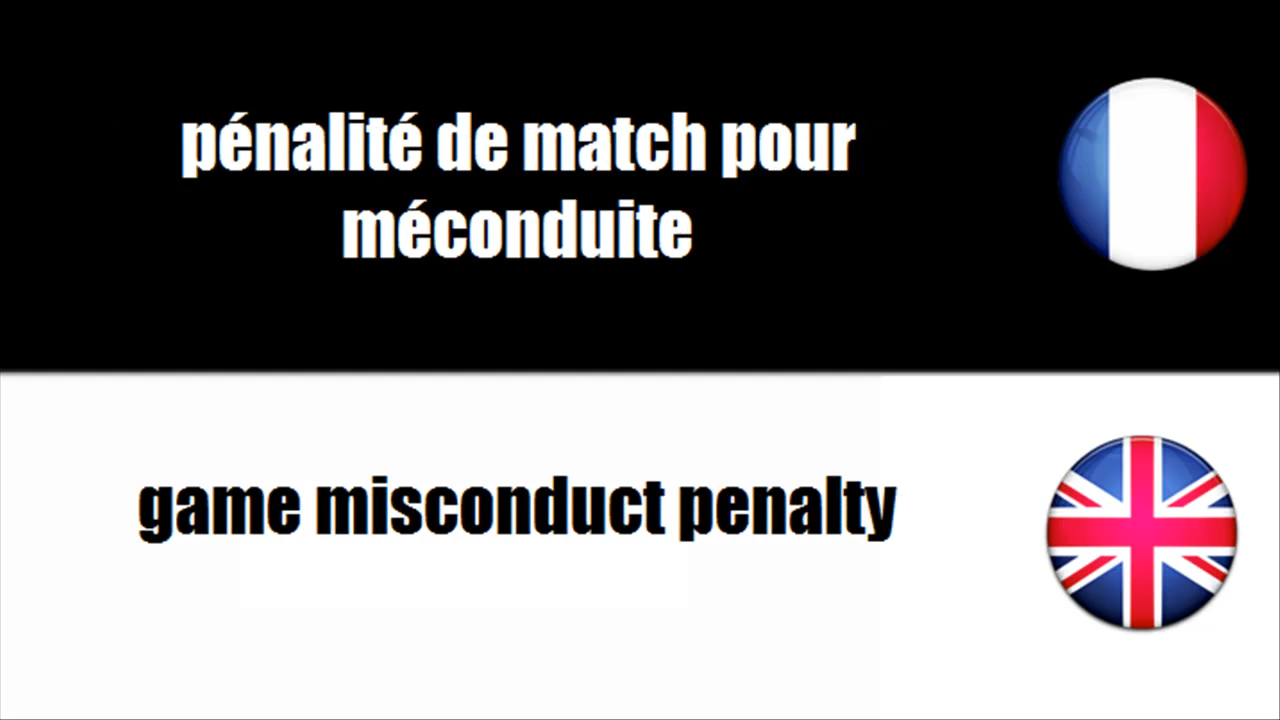 pénalité de match pour
méconduite
game misconduct penalty